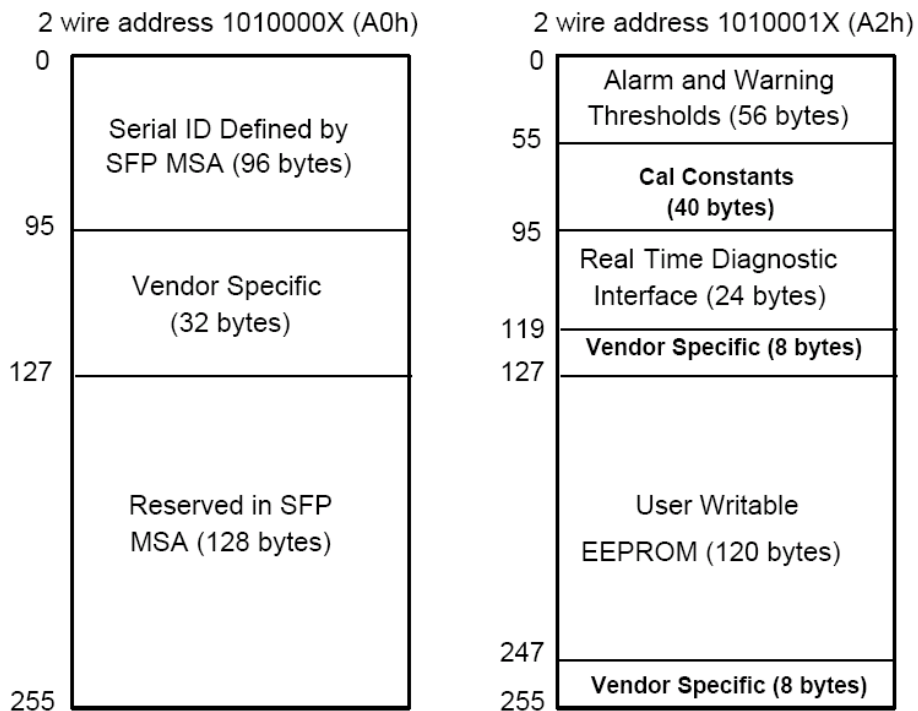 2 wire address 1010000X (A0h)
0
Serial ID Defined by
SFP MSA (96 bytes)
95
Vendor Specific
(32 bytes)
127
Reserved in SFP
MSA (128 bytes)
255
2 wire address 1010001X (A2h)
0
Alarm and Warning
Thresholds (56 bytes)
55
Cal Constants
(40 bytes)
95
Real Time Diagnostic
Interface (24 bytes)
119
Vendor Specific (8 bytes)
127
User Writable
EEPROM (120 bytes)
247
Vendor Specific (8 bytes)
255